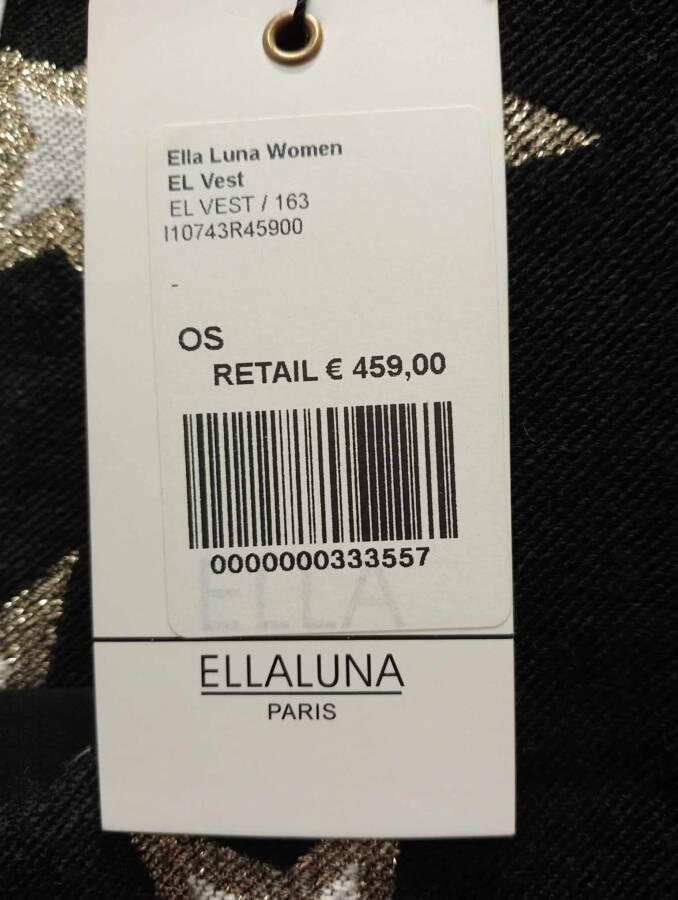 Ella Luna Women
EL Vest
EL VEST / 163
I10743R45900
-
OS
RETAIL € 459,00
0000000333557
ELLA
ELLALUNA
PARIS